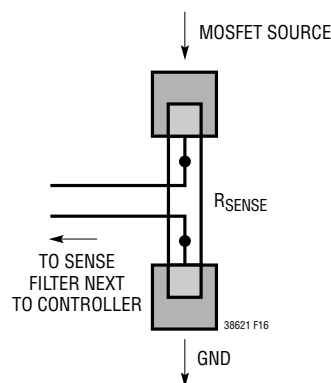 MOSFET SOURCE
RSENSE
TO SENSE
FILTER NEXT
TO CONTROLLER
38621 F16
GND